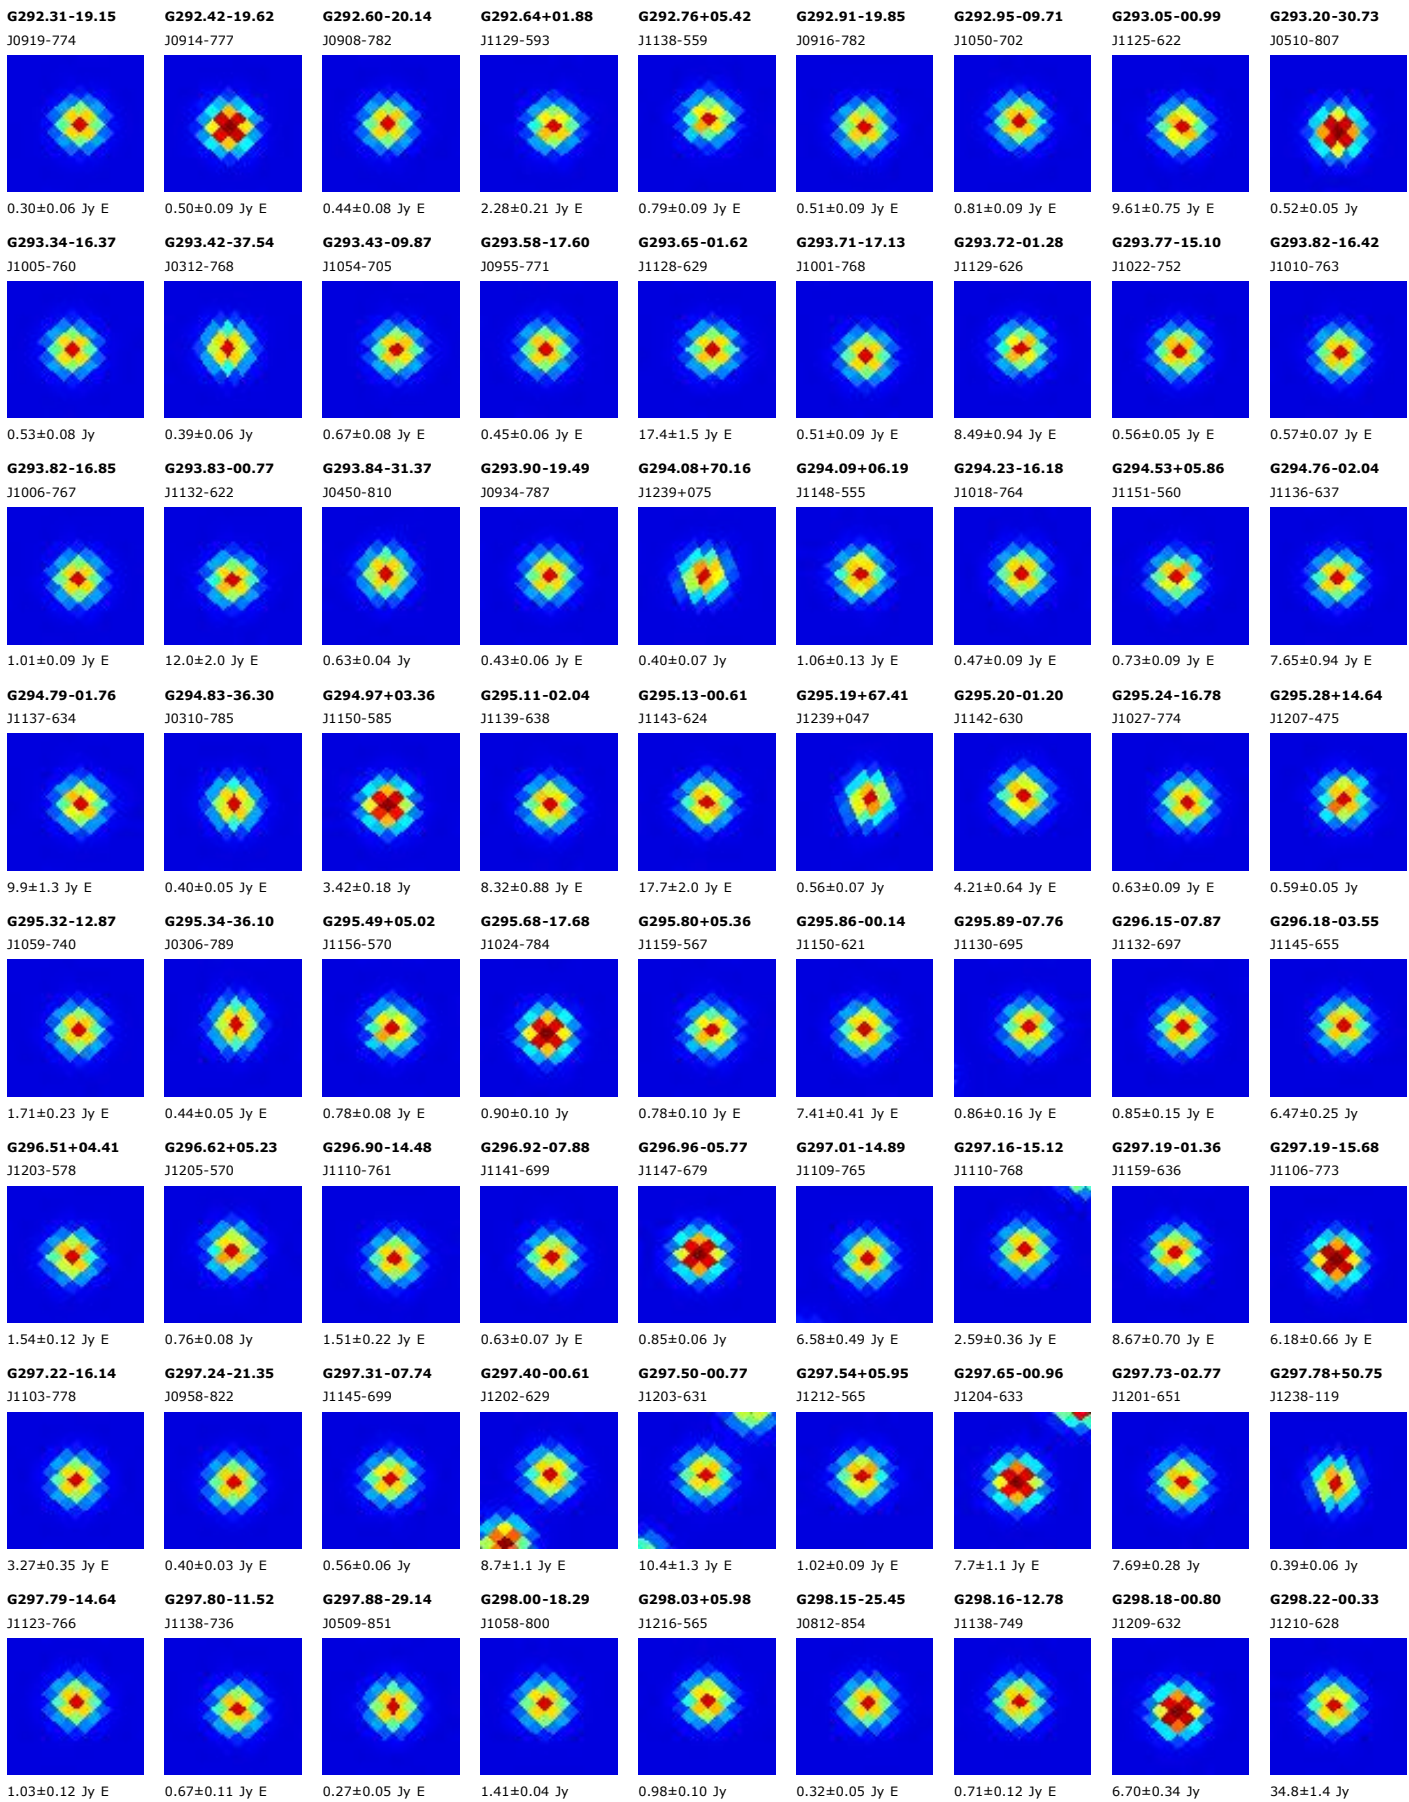 G292.31-19.15 G292.42-19.62 G292.60-20.14 G292.64+01.88 G292.76+05.42 G292.91-19.85 G292.95-09.71 G293.05-00.99 G293.20-30.73
J0919-774 J0914-777 J0908-782 J1129-593 J1138-559 J0916-782 J1050-702 J1125-622 J0510-807
0.30±0.06 Jy E 0.50±0.09 Jy E 0.44±0.08 Jy E 2.28±0.21 Jy E 0.79±0.09 Jy E 0.51±0.09 Jy E 0.81±0.09 Jy E 9.61±0.75 Jy E 0.52±0.05 Jy
G293.34-16.37 G293.42-37.54 G293.43-09.87 G293.58-17.60 G293.65-01.62 G293.71-17.13 G293.72-01.28 G293.77-15.10 G293.82-16.42
J1005-760 J0312-768 J1054-705 J0955-771 J1128-629 J1001-768 J1129-626 J1022-752 J1010-763
0.53±0.08 Jy 0.39±0.06 Jy 0.67±0.08 Jy E 0.45±0.06 Jy E 17.4±1.5 Jy E 0.51±0.09 Jy E 8.49±0.94 Jy E 0.56±0.05 Jy E 0.57±0.07 Jy E
G293.82-16.85 G293.83-00.77 G293.84-31.37 G293.90-19.49 G294.08+70.16 G294.09+06.19 G294.23-16.18 G294.53+05.86 G294.76-02.04
J1006-767 J1132-622 J0450-810 J0934-787 J1239+075 J1148-555 J1018-764 J1151-560 J1136-637
1.01±0.09 Jy E 12.0±2.0 Jy E 0.63±0.04 Jy 0.43±0.06 Jy E 0.40±0.07 Jy 1.06±0.13 Jy E 0.47±0.09 Jy E 0.73±0.09 Jy E 7.65±0.94 Jy E
G294.79-01.76 G294.83-36.30 G294.97+03.36 G295.11-02.04 G295.13-00.61 G295.19+67.41 G295.20-01.20 G295.24-16.78 G295.28+14.64
J1137-634 J0310-785 J1150-585 J1139-638 J1143-624 J1239+047 J1142-630 J1027-774 J1207-475
9.9±1.3 Jy E 0.40±0.05 Jy E 3.42±0.18 Jy 8.32±0.88 Jy E 17.7±2.0 Jy E 0.56±0.07 Jy 4.21±0.64 Jy E 0.63±0.09 Jy E 0.59±0.05 Jy
G295.32-12.87 G295.34-36.10 G295.49+05.02 G295.68-17.68 G295.80+05.36 G295.86-00.14 G295.89-07.76 G296.15-07.87 G296.18-03.55
J1059-740 J0306-789 J1156-570 J1024-784 J1159-567 J1150-621 J1130-695 J1132-697 J1145-655
1.71±0.23 Jy E 0.44±0.05 Jy E 0.78±0.08 Jy E 0.90±0.10 Jy 0.78±0.10 Jy E 7.41±0.41 Jy E 0.86±0.16 Jy E 0.85±0.15 Jy E 6.47±0.25 Jy
G296.51+04.41 G296.62+05.23 G296.90-14.48 G296.92-07.88 G296.96-05.77 G297.01-14.89 G297.16-15.12 G297.19-01.36 G297.19-15.68
J1203-578 J1205-570 J1110-761 J1141-699 J1147-679 J1109-765 J1110-768 J1159-636 J1106-773
1.54±0.12 Jy E 0.76±0.08 Jy 1.51±0.22 Jy E 0.63±0.07 Jy E 0.85±0.06 Jy 6.58±0.49 Jy E 2.59±0.36 Jy E 8.67±0.70 Jy E 6.18±0.66 Jy E
G297.22-16.14 G297.24-21.35 G297.31-07.74 G297.40-00.61 G297.50-00.77 G297.54+05.95 G297.65-00.96 G297.73-02.77 G297.78+50.75
J1103-778 J0958-822 J1145-699 J1202-629 J1203-631 J1212-565 J1204-633 J1201-651 J1238-119
3.27±0.35 Jy E 0.40±0.03 Jy E 0.56±0.06 Jy 8.7±1.1 Jy E 10.4±1.3 Jy E 1.02±0.09 Jy E 7.7±1.1 Jy E 7.69±0.28 Jy 0.39±0.06 Jy
G297.79-14.64 G297.80-11.52 G297.88-29.14 G298.00-18.29 G298.03+05.98 G298.15-25.45 G298.16-12.78 G298.18-00.80 G298.22-00.33
J1123-766 J1138-736 J0509-851 J1058-800 J1216-565 J0812-854 J1138-749 J1209-632 J1210-628
1.03±0.12 Jy E 0.67±0.11 Jy E 0.27±0.05 Jy E 1.41±0.04 Jy 0.98±0.10 Jy 0.32±0.05 Jy E 0.71±0.12 Jy E 6.70±0.34 Jy 34.8±1.4 Jy